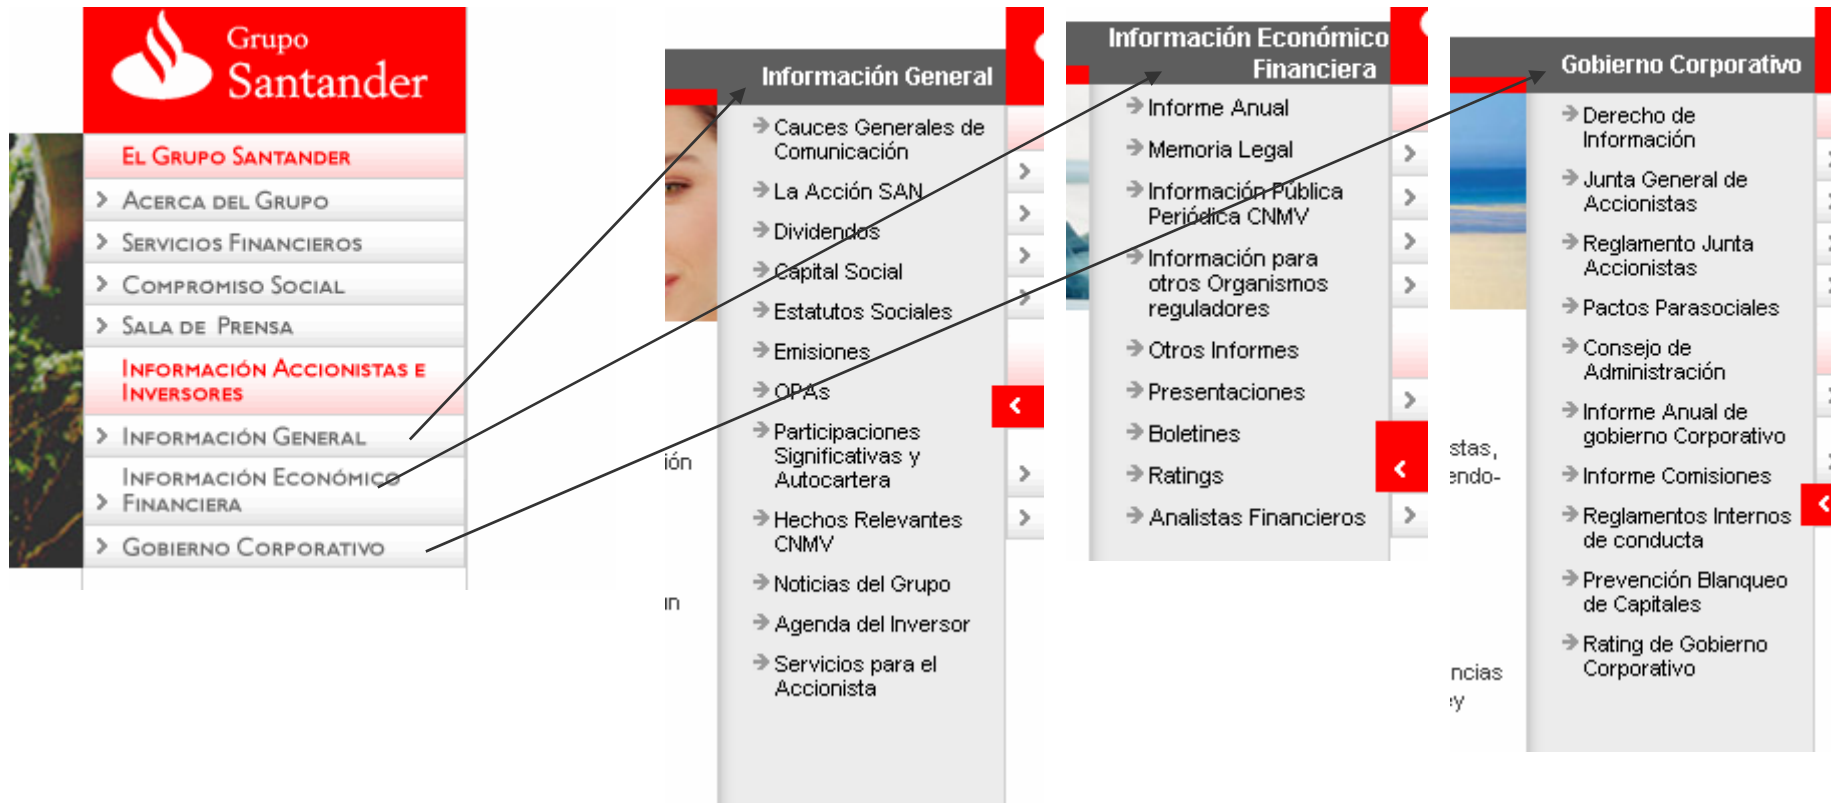 Grupo
Santander
EL GRUPO SANTANDER
ACERCA DEL GRUPO
SERVICIOS FINANCIEROS
COMPROMISO SOCIAL
SALA DE PRENSA
INFORMACIÓN ACCIONISTAS E
INVERSORES
INFORMACIÓN GENERAL
INFORMACIÓN ECONÓMICO
FINANCIERA
GOBIERNO CORPORATIVO
Información General
Cauces Generales de
Comunicación
La Acción SAN
Dividendos
Capital Social
Estatutos Sociales
Emisiones
OPAs
Participaciones
Significativas y
Autocartera
Hechos Relevantes
CNMV
Noticias del Grupo
Agenda del Inversor
Servicios para el
Accionista
ión
un
Información Económico
Financiera
Informe Anual
Memoria Legal
Información Pública
Periódica CNMV
Información para
otros Organismos
reguladores
Otros Informes
Presentaciones
Boletines
Ratings
Analistas Financieros
Gobierno Corporativo
Derecho de
Información
Junta General de
Accionistas
Reglamento Junta
Accionistas
Pactos Parasociales
Consejo de
Administración
Informe Anual de
gobierno Corporativo
Informe Comisiones
Reglamentos Internos
de conducta
Prevención Blanqueo
de Capitales
Rating de Gobierno
Corporativo
stas,
endo-
ncias
ey